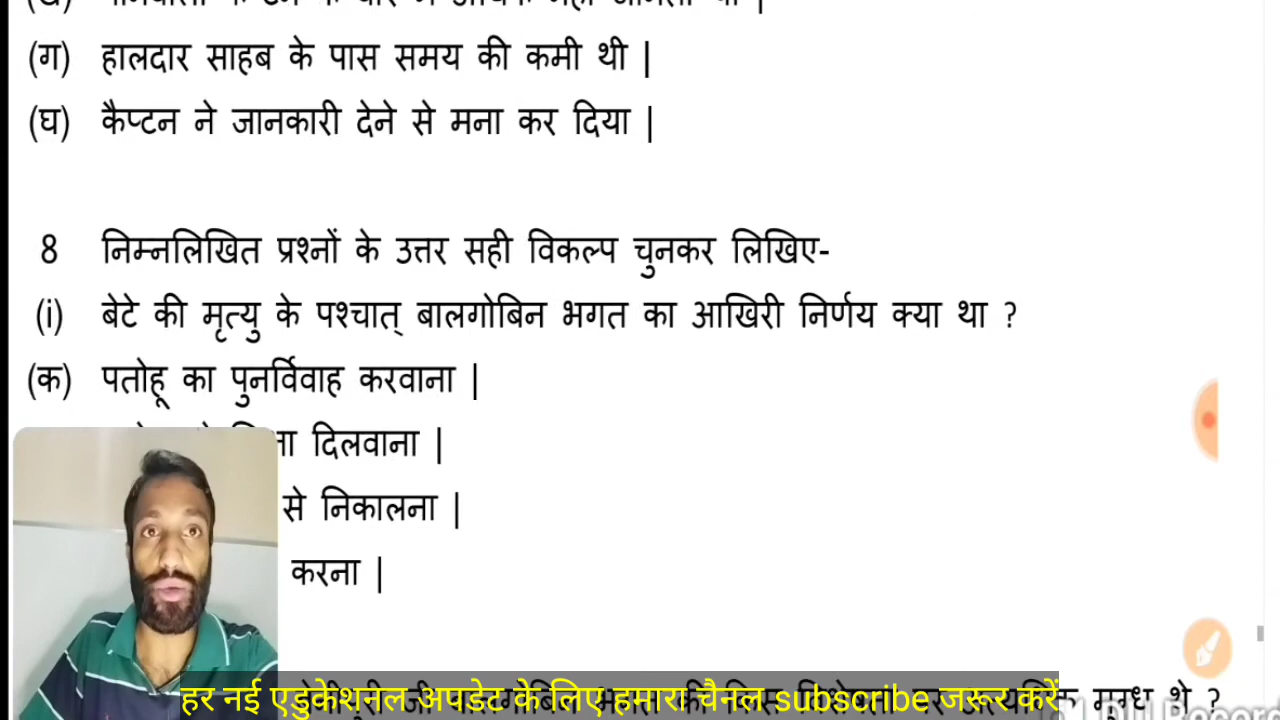 (ग) हालदार साहब के पास समय की कमी थी |
(घ) कैप्टन ने जानकारी देने से मना कर दिया |
8 निम्नलिखित प्रश्नों के उत्तर सही विकल्प चुनकर लिखिए-
(i) बेटे की मृत्यु के पश्चात् बालगोबिन भगत का आखिरी निर्णय क्या था ?
(क) पतोहू का पुनर्विवाह करवाना |
दिलवाना |
से निकालना |
करना |
हर नई एडुकेशनल अपडेट के लिए हमारा चैनल subscribe जरूर करें
मुग्ध थे ?